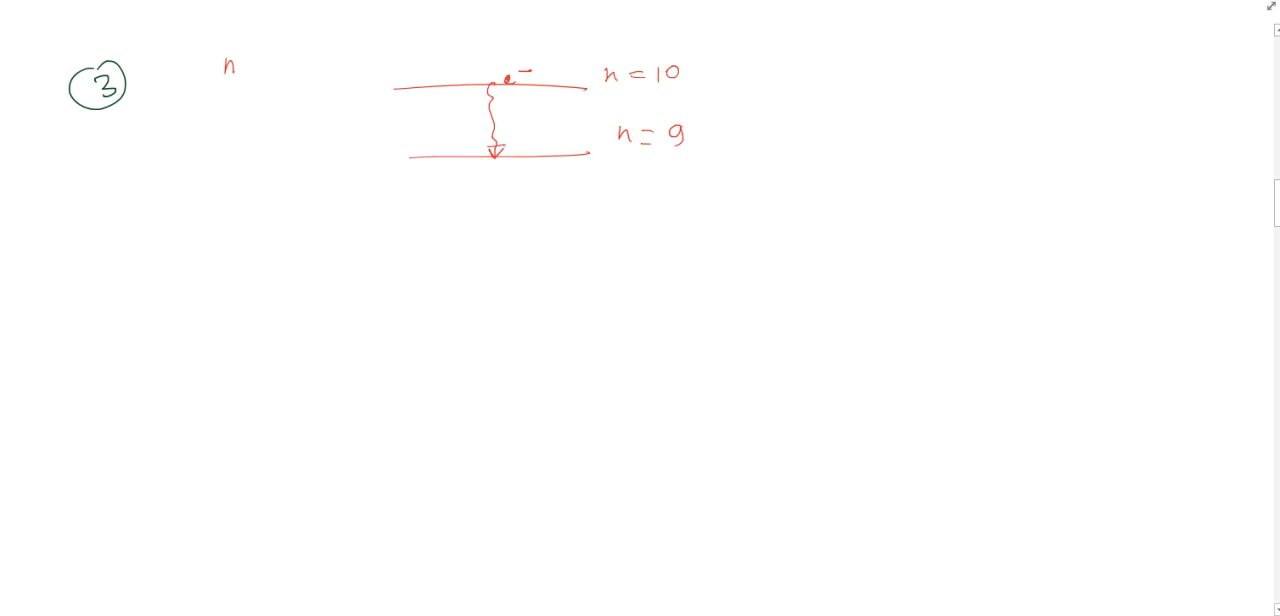 3 n e⁻ n = 10
n = 9